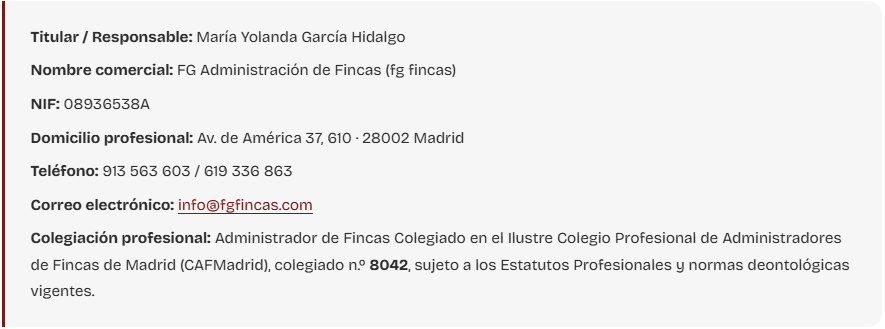 Titular / Responsable: María Yolanda García Hidalgo
Nombre comercial: FG Administración de Fincas (fg fincas)
NIF: 08936538A
Domicilio profesional: Av. de América 37, 610 · 28002 Madrid
Teléfono: 913 563 603 / 619 336 863
Correo electrónico: info@fgfincas.com
Colegiación profesional: Administrador de Fincas Colegiado en el Ilustre Colegio Profesional de Administradores
de Fincas de Madrid (CAFMadrid), colegiado n.º 8042, sujeto a los Estatutos Profesionales y normas deontológicas
vigentes.